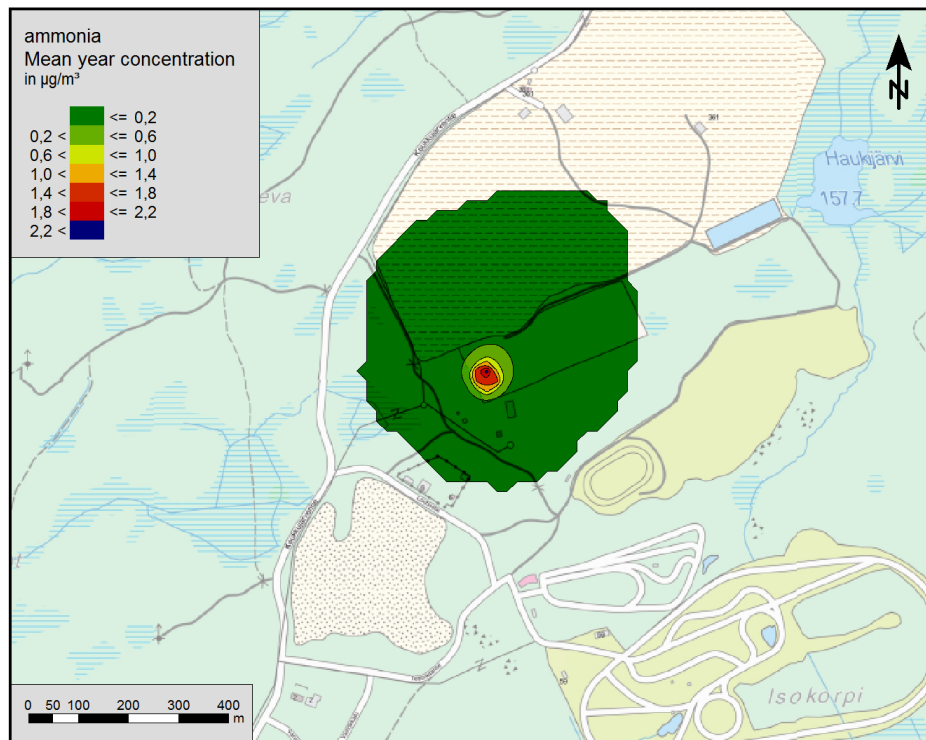 ammonia
Mean year concentration
in µg/m³
<= 0,2
0,2 < <= 0,6
0,6 < <= 1,0
1,0 < <= 1,4
1,4 < <= 1,8
1,8 < <= 2,2
2,2 <
N
361
361
Haukijärvi
157.7
eva
Isokorpi
0 50 100 200 300 400
m